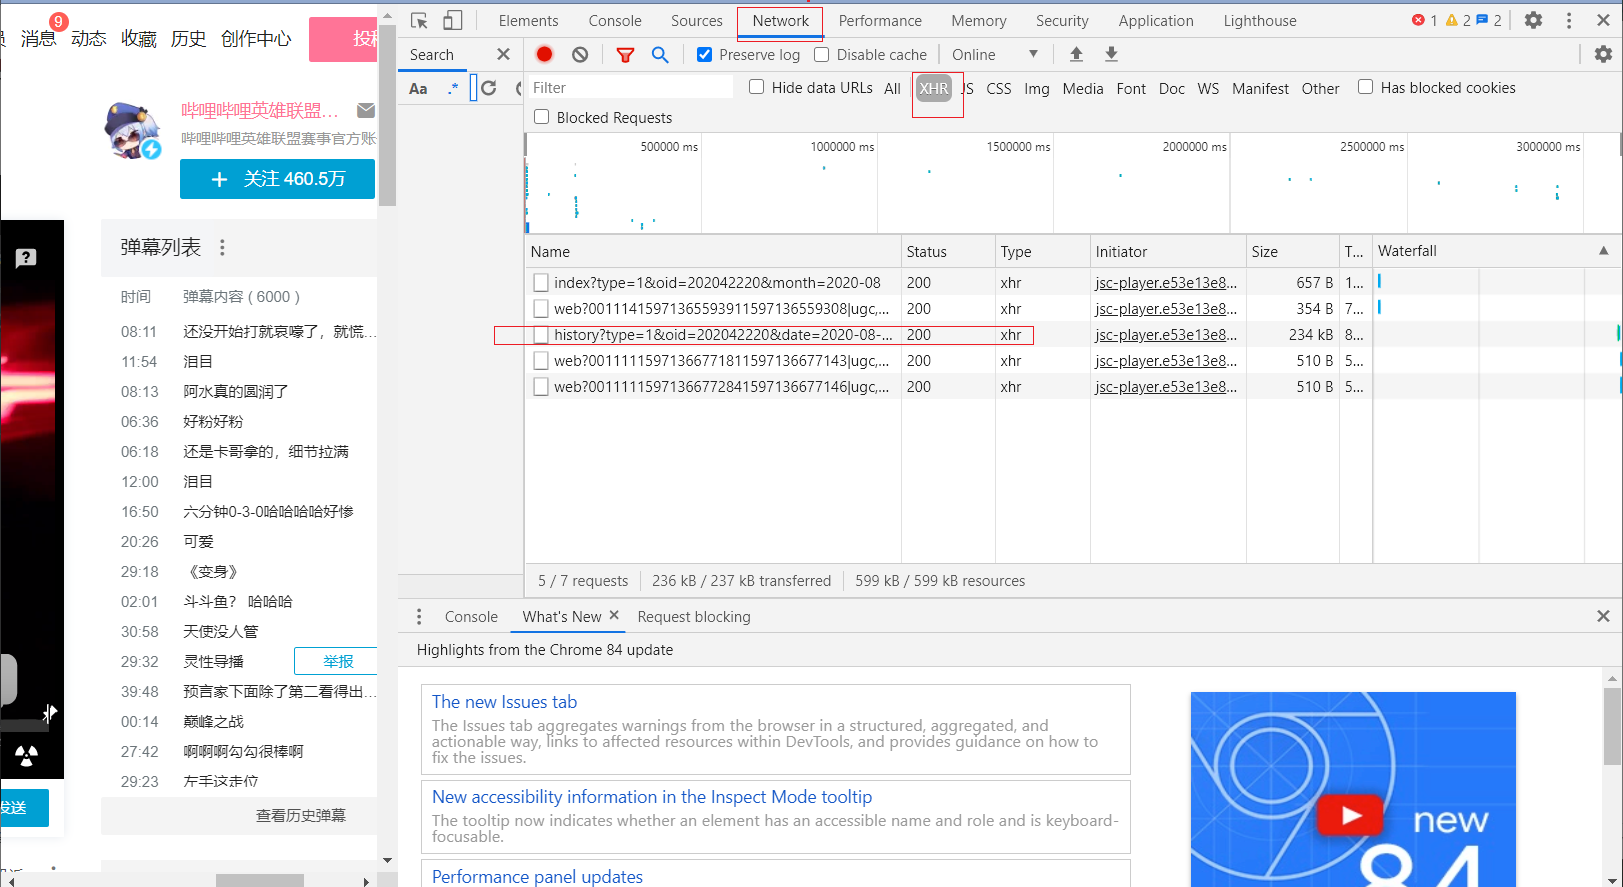 消息 9 动态 收藏 历史 创作中心
哔哩哔哩英雄联盟...
哔哩哔哩英雄联盟赛事官方账
+ 关注 460.5万
弹幕列表
时间 弹幕内容 ( 6000 )
08:11 还没开始打就哀嚎了，就慌...
11:54 泪目
08:13 阿水真的圆润了
06:36 好粉好粉
06:18 还是卡哥拿的，细节拉满
12:00 泪目
16:50 六分钟0-3-0哈哈哈哈好惨
20:26 可爱
29:18 《变身》
02:01 斗斗鱼？ 哈哈哈
30:58 天使没人管
29:32 灵性导播 举报
39:48 预言家下面除了第二看得出...
00:14 巅峰之战
27:42 啊啊啊勾勾很棒啊
29:23 左手这走位
发送
查看历史弹幕
Elements Console Sources Network Performance Memory Security Application Lighthouse 1 2 2
Search
Preserve log Disable cache Online
Aa .*
Filter Hide data URLs All XHR JS CSS Img Media Font Doc WS Manifest Other Has blocked cookies
Blocked Requests
500000 ms 1000000 ms 1500000 ms 2000000 ms 2500000 ms 3000000 ms
Name Status Type Initiator Size T... Waterfall
index?type=1&oid=202042220&month=2020-08 200 xhr jsc-player.e53e13e8... 657 B 1...
web?0011141597136559391159713655​9308|ugc,... 200 xhr jsc-player.e53e13e8... 354 B 7...
history?type=1&oid=202042220&date=2020-08-... 200 xhr jsc-player.e53e13e8... 234 kB 8...
web?0011111597136677181159713667​7143|ugc,... 200 xhr jsc-player.e53e13e8... 510 B 5...
web?0011111597136677284159713667​7146|ugc,... 200 xhr jsc-player.e53e13e8... 510 B 5...
5 / 7 requests 236 kB / 237 kB transferred 599 kB / 599 kB resources
Console What's New Request blocking
Highlights from the Chrome 84 update
The new Issues tab
The Issues tab aggregates warnings from the browser in a structured, aggregated, and
actionable way, links to affected resources within DevTools, and provides guidance on how to
fix the issues.
New accessibility information in the Inspect Mode tooltip
The tooltip now indicates whether an element has an accessible name and role and is keyboard-
focusable.
Performance panel updates
new
84